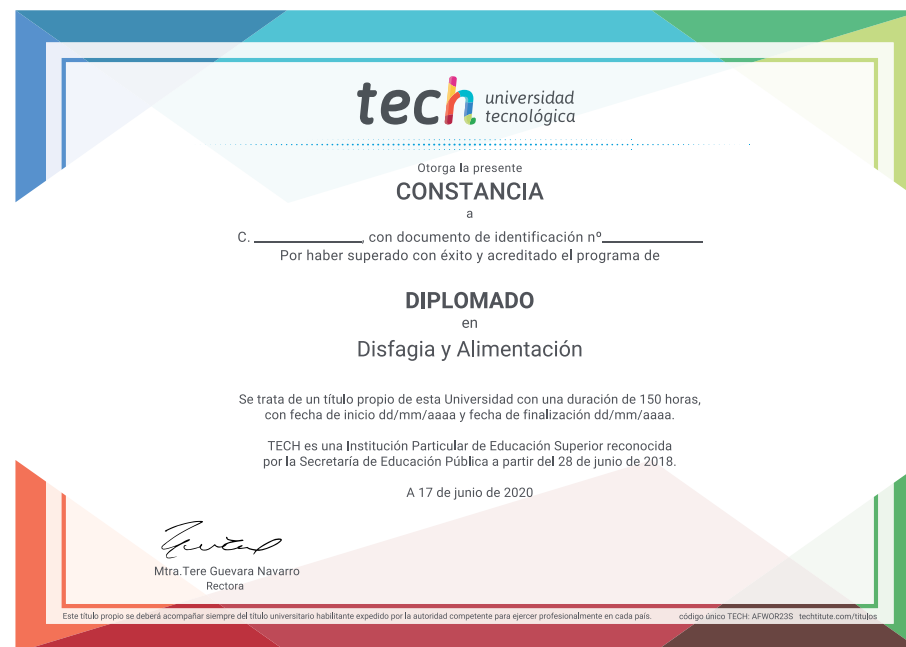 tech universidad
tecnológica
Otorga la presente
CONSTANCIA
a
C. ______________, con documento de identificación nº_____________
Por haber superado con éxito y acreditado el programa de
DIPLOMADO
en
Disfagia y Alimentación
Se trata de un título propio de esta Universidad con una duración de 150 horas,
con fecha de inicio dd/mm/aaaa y fecha de finalización dd/mm/aaaa.
TECH es una Institución Particular de Educación Superior reconocida
por la Secretaría de Educación Pública a partir del 28 de junio de 2018.
A 17 de junio de 2020
Mtra.Tere Guevara Navarro
Rectora
Este título propio se deberá acompañar siempre del título universitario habilitante expedido por la autoridad competente para ejercer profesionalmente en cada país. código único TECH: AFWOR23S techtitute.com/titulos